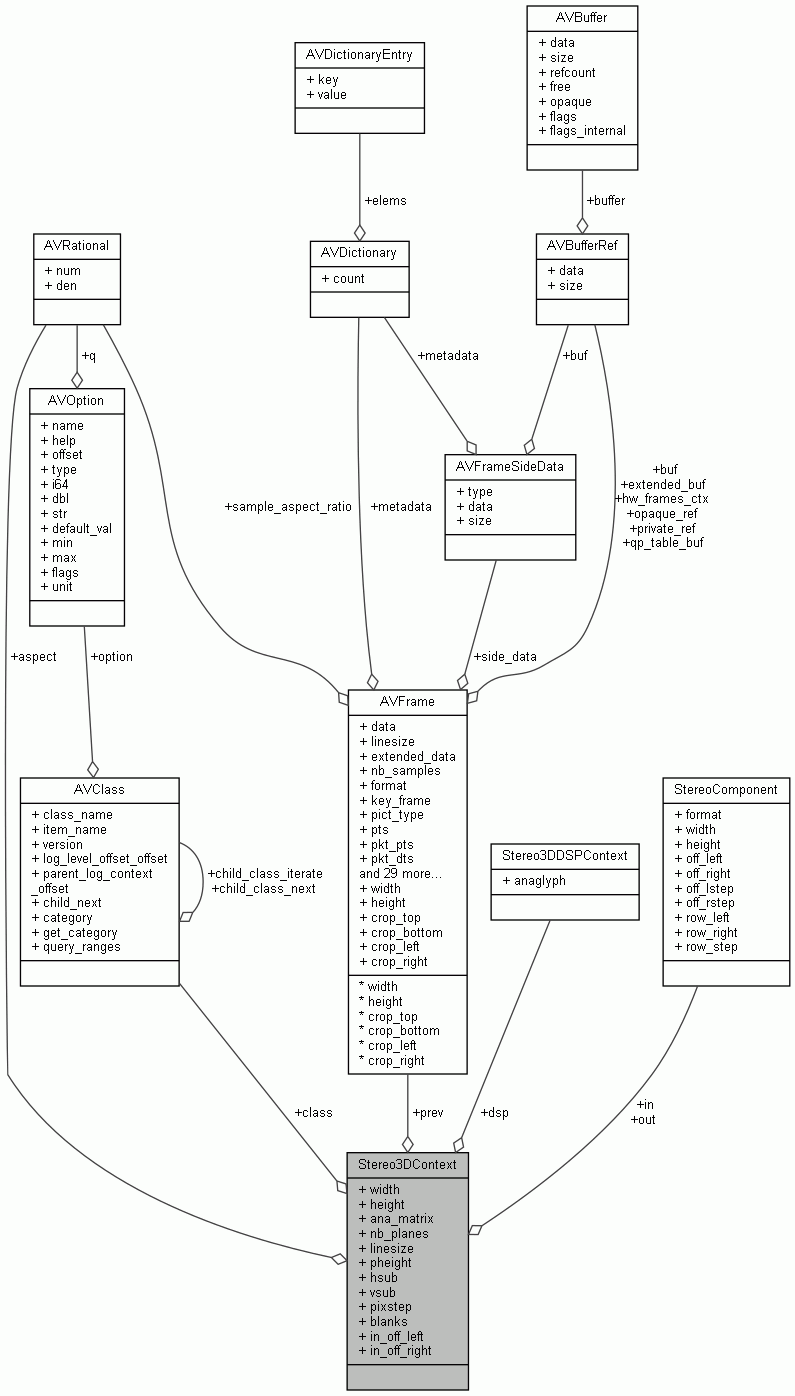 AVBuffer
+ data
+ size
+ refcount
+ free
+ opaque
+ flags
+ flags_internal
AVDictionaryEntry
+ key
+ value
+elems
+buffer
AVRational
+ num
+ den
AVDictionary
+ count
AVBufferRef
+ data
+ size
+q
+metadata
+buf
AVOption
+ name
+ help
+ offset
+ type
+ i64
+ dbl
+ str
+ default_val
+ min
+ max
+ flags
+ unit
AVFrameSideData
+ type
+ data
+ size
+sample_aspect_ratio
+metadata
+buf
+extended_buf
+hw_frames_ctx
+opaque_ref
+private_ref
+qp_table_buf
+aspect
+option
+side_data
AVFrame
+ data
+ linesize
+ extended_data
+ nb_samples
+ format
+ key_frame
+ pict_type
+ pts
+ pkt_pts
+ pkt_dts
and 29 more...
+ width
+ height
+ crop_top
+ crop_bottom
+ crop_left
+ crop_right
* width
* height
* crop_top
* crop_bottom
* crop_left
* crop_right
AVClass
+ class_name
+ item_name
+ version
+ log_level_offset_offset
+ parent_log_context
_offset
+ child_next
+ category
+ get_category
+ query_ranges
+child_class_iterate
+child_class_next
Stereo3DDSPContext
+ anaglyph
StereoComponent
+ format
+ width
+ height
+ off_left
+ off_right
+ off_lstep
+ off_rstep
+ row_left
+ row_right
+ row_step
+class
+prev
+dsp
+in
+out
Stereo3DContext
+ width
+ height
+ ana_matrix
+ nb_planes
+ linesize
+ pheight
+ hsub
+ vsub
+ pixstep
+ blanks
+ in_off_left
+ in_off_right